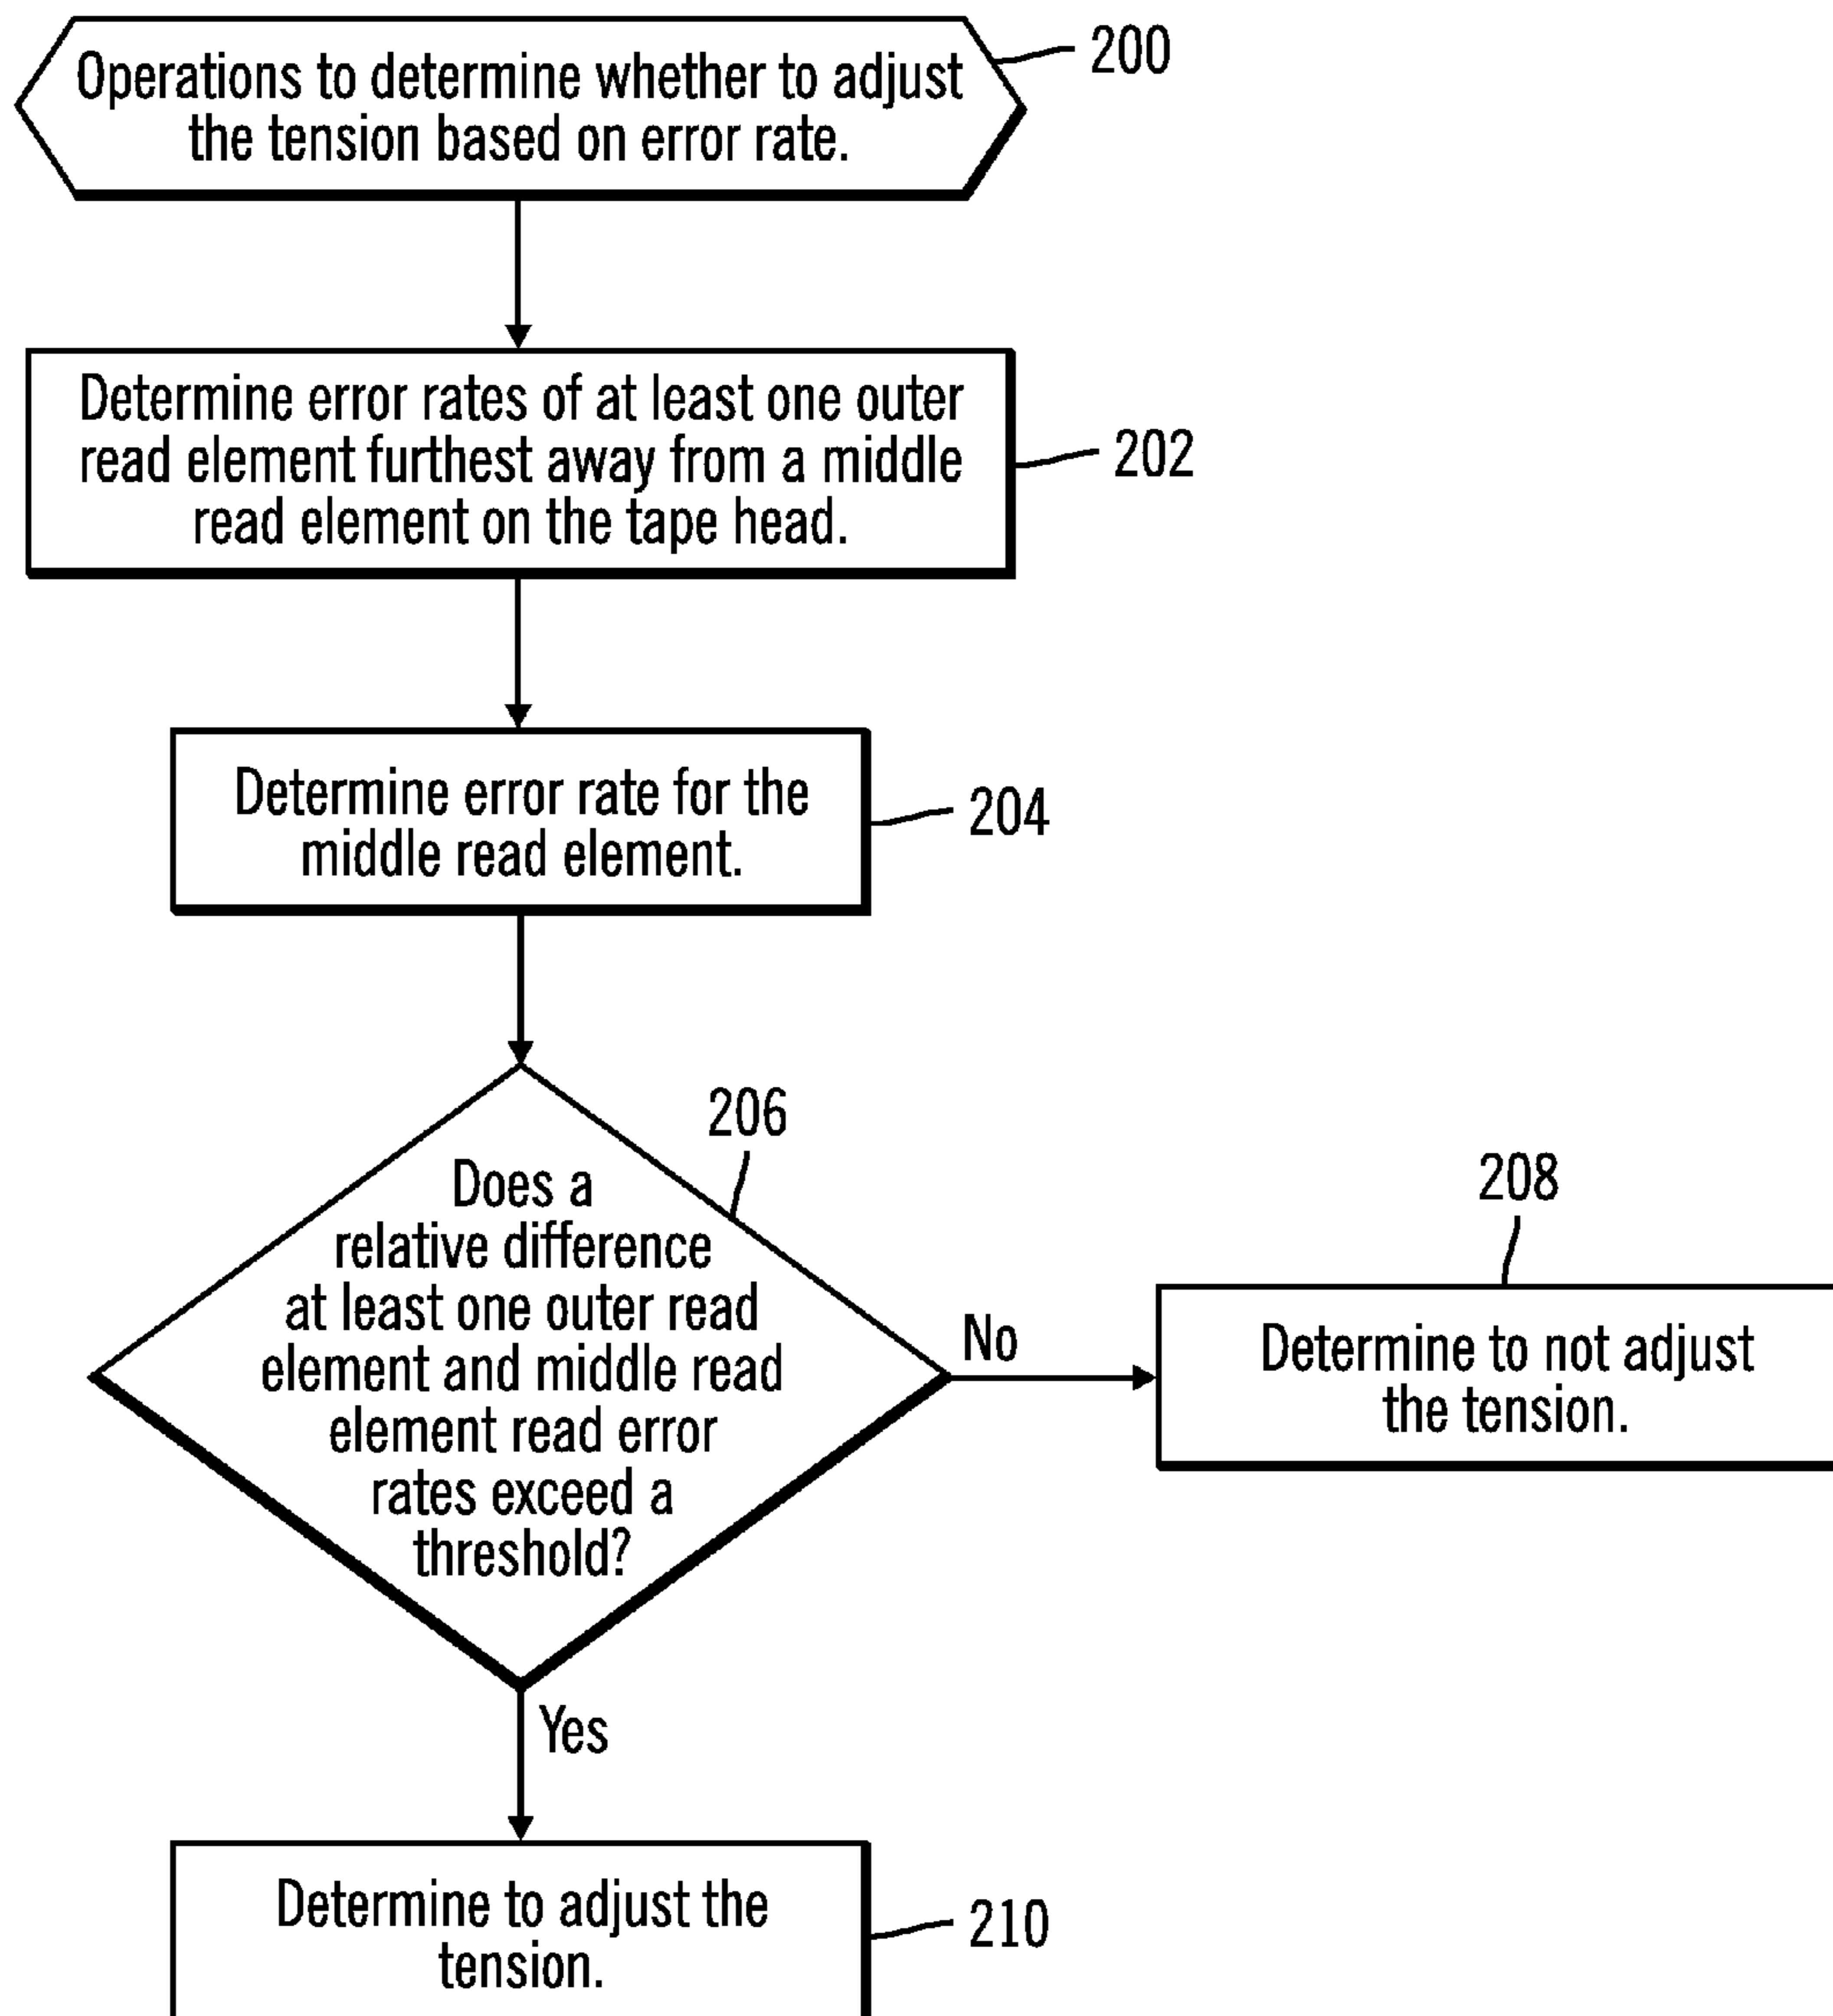 Operations to determine whether to adjust
the tension based on error rate.
200
Determine error rates of at least one outer
read element furthest away from a middle
read element on the tape head.
202
Determine error rate for the
middle read element.
204
206
Does a
relative difference
at least one outer read
element and middle read
element read error
rates exceed a
threshold?
No
208
Determine to not adjust
the tension.
Yes
Determine to adjust the
tension.
210